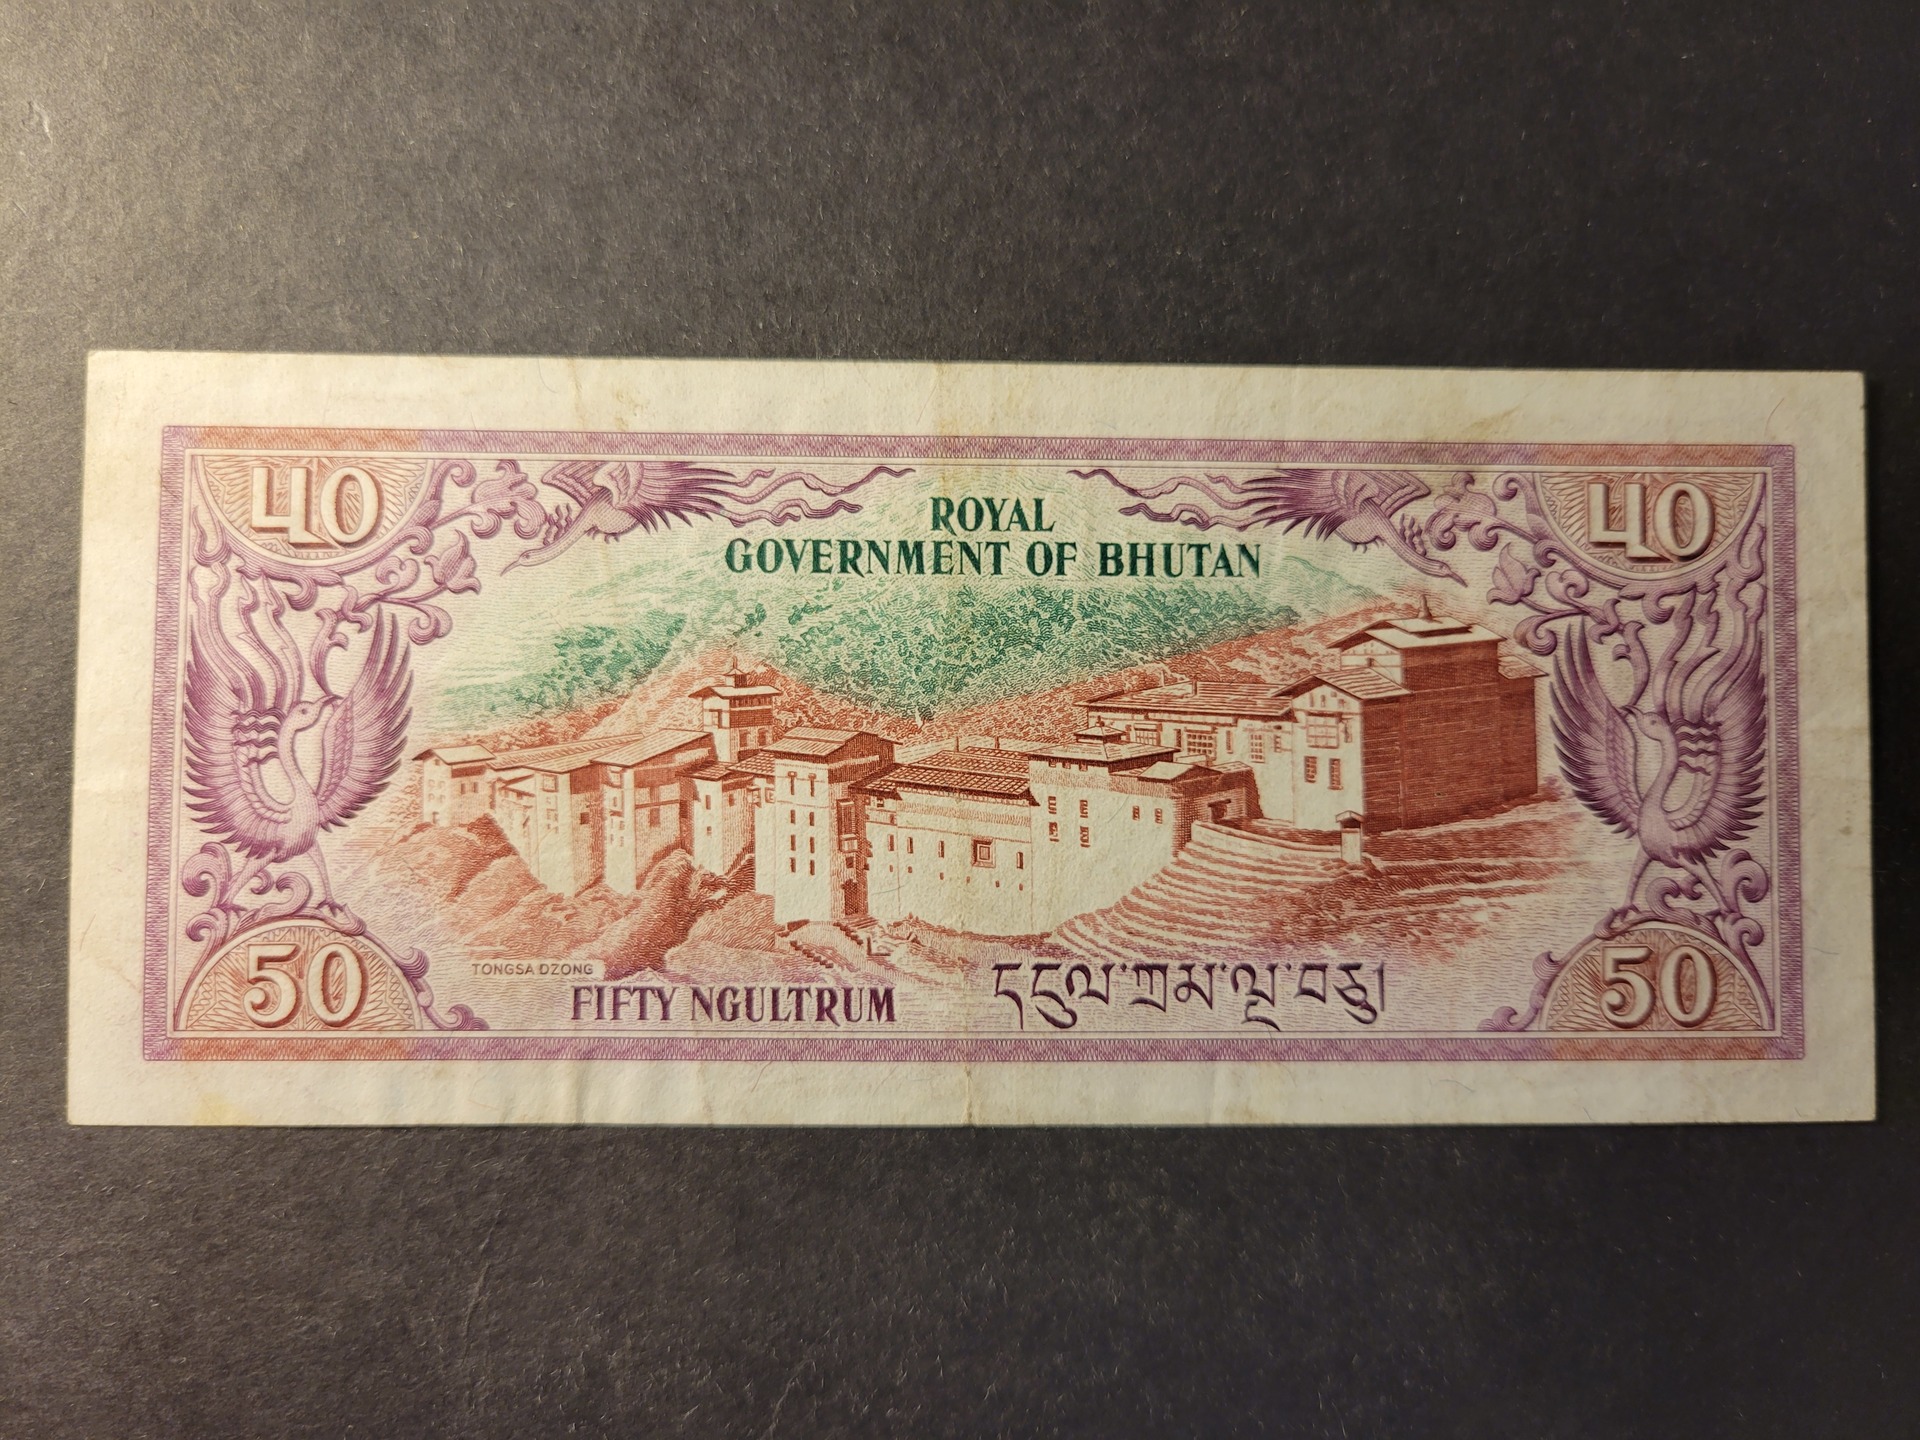 ༥༠ ༥༠
ROYAL
GOVERNMENT OF BHUTAN
TONGSA DZONG
50 FIFTY NGULTRUM དངུལ་ཀྲམ་ལྔ་བཅུ། 50